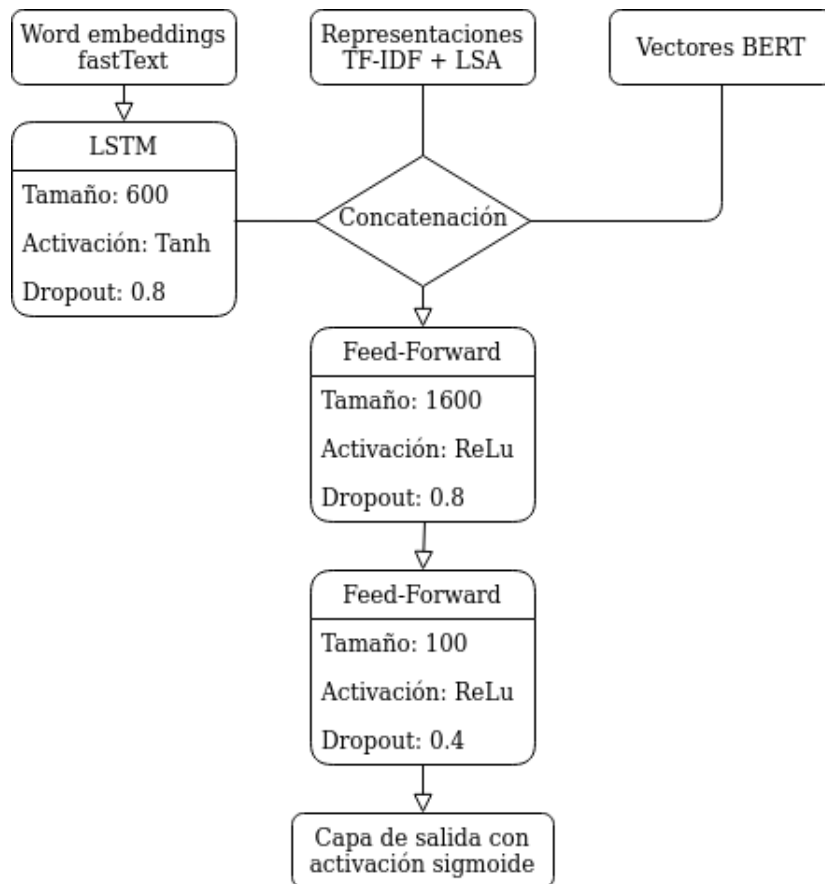 Word embeddings
fastText
Representaciones
TF-IDF + LSA
Vectores BERT
LSTM
Tamaño: 600
Activación: Tanh
Dropout: 0.8
Concatenación
Feed-Forward
Tamaño: 1600
Activación: ReLu
Dropout: 0.8
Feed-Forward
Tamaño: 100
Activación: ReLu
Dropout: 0.4
Capa de salida con
activación sigmoide